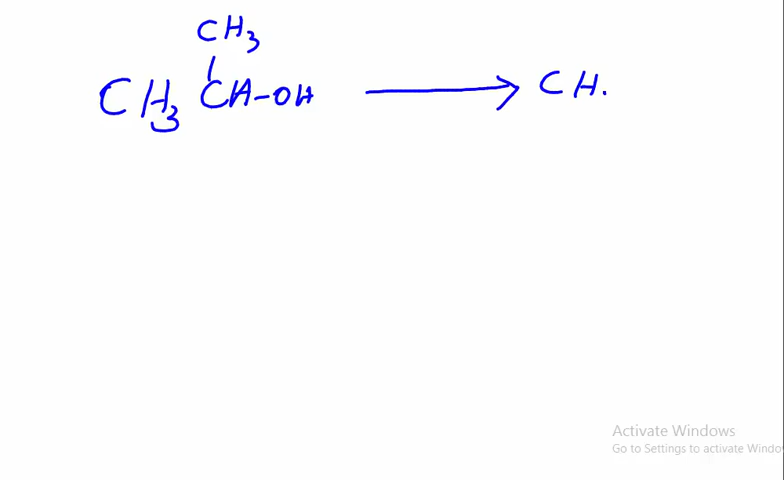 CH3
CH3 CH-OH → CH.
Activate Windows
Go to Settings to activate Windo